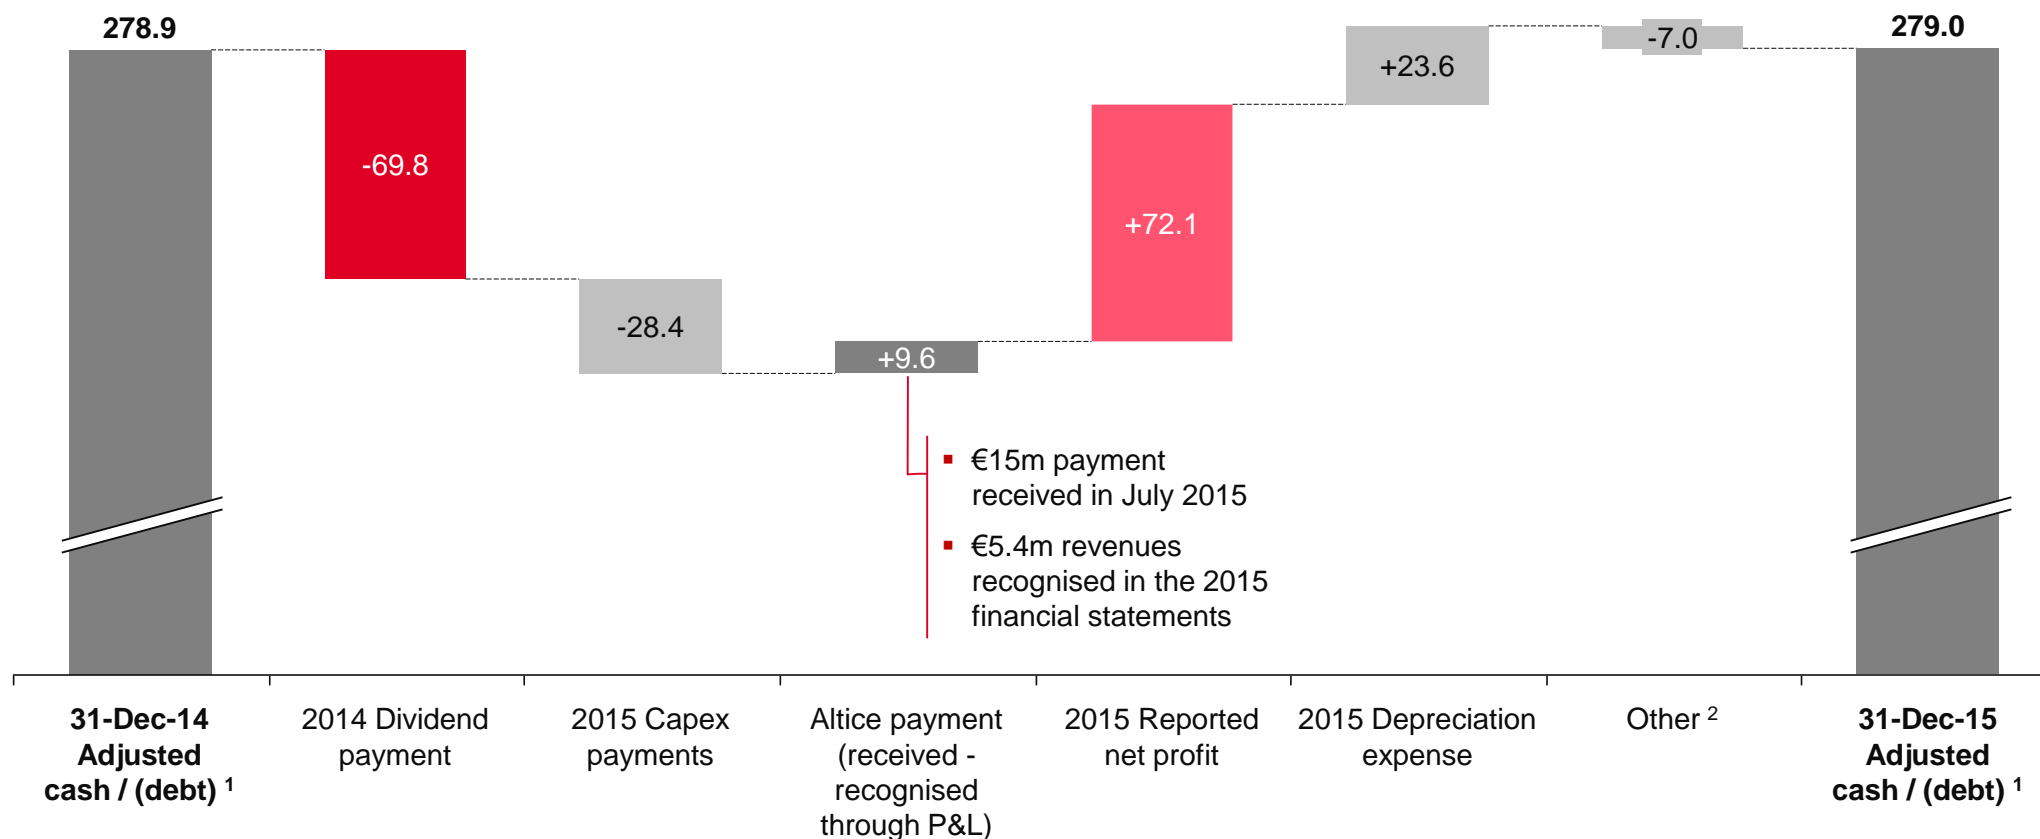 278.9
-69.8
-28.4
+9.6
+72.1
+23.6
-7.0
279.0
▪ €15m payment
received in July 2015
▪ €5.4m revenues
recognised in the 2015
financial statements
31-Dec-14
Adjusted
cash / (debt) 1
2014 Dividend
payment
2015 Capex
payments
Altice payment
(received -
recognised
through P&L)
2015 Reported
net profit
2015 Depreciation
expense
Other 2
31-Dec-15
Adjusted
cash / (debt) 1